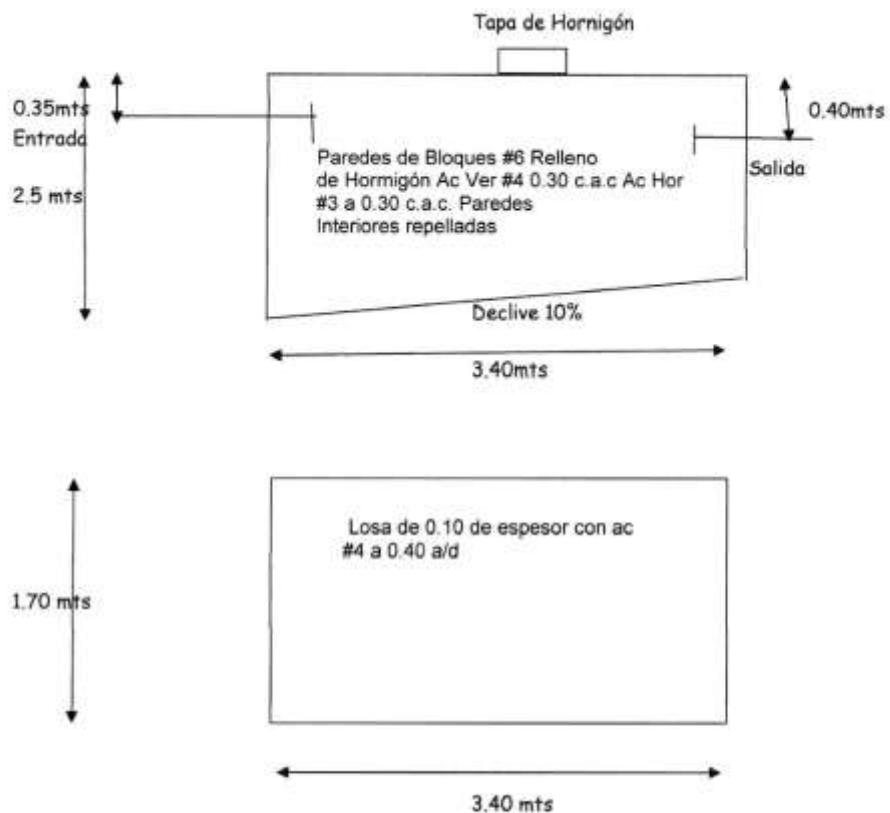 Tapa de Hornigón
0.35mts
Entrada
2.5 mts
0.40mts
Salida
Paredes de Bloques #6 Relleno
de Hormigón Ac Ver #4 0.30 c.a.c Ac Hor
#3 a 0.30 c.a.c. Paredes
Interiores repelladas
Declive 10%
3.40mts
Losa de 0.10 de espesor con ac
#4 a 0.40 a/d
1.70 mts
3.40 mts